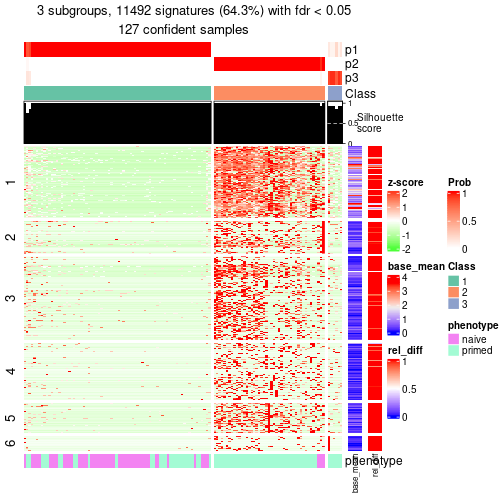 3 subgroups, 11492 signatures (64.3%) with fdr < 0.05
127 confident samples
p1
p2
p3
Class
1
0.5
0
Silhouette
score
1
2
3
4
5
6
phenotype
base_mean
rel_diff
z-score
2
1
0
-1
-2
base_mean
4
3
2
1
0
rel_diff
1
0.5
0
Prob
1
0.5
0
Class
1
2
3
phenotype
naive
primed